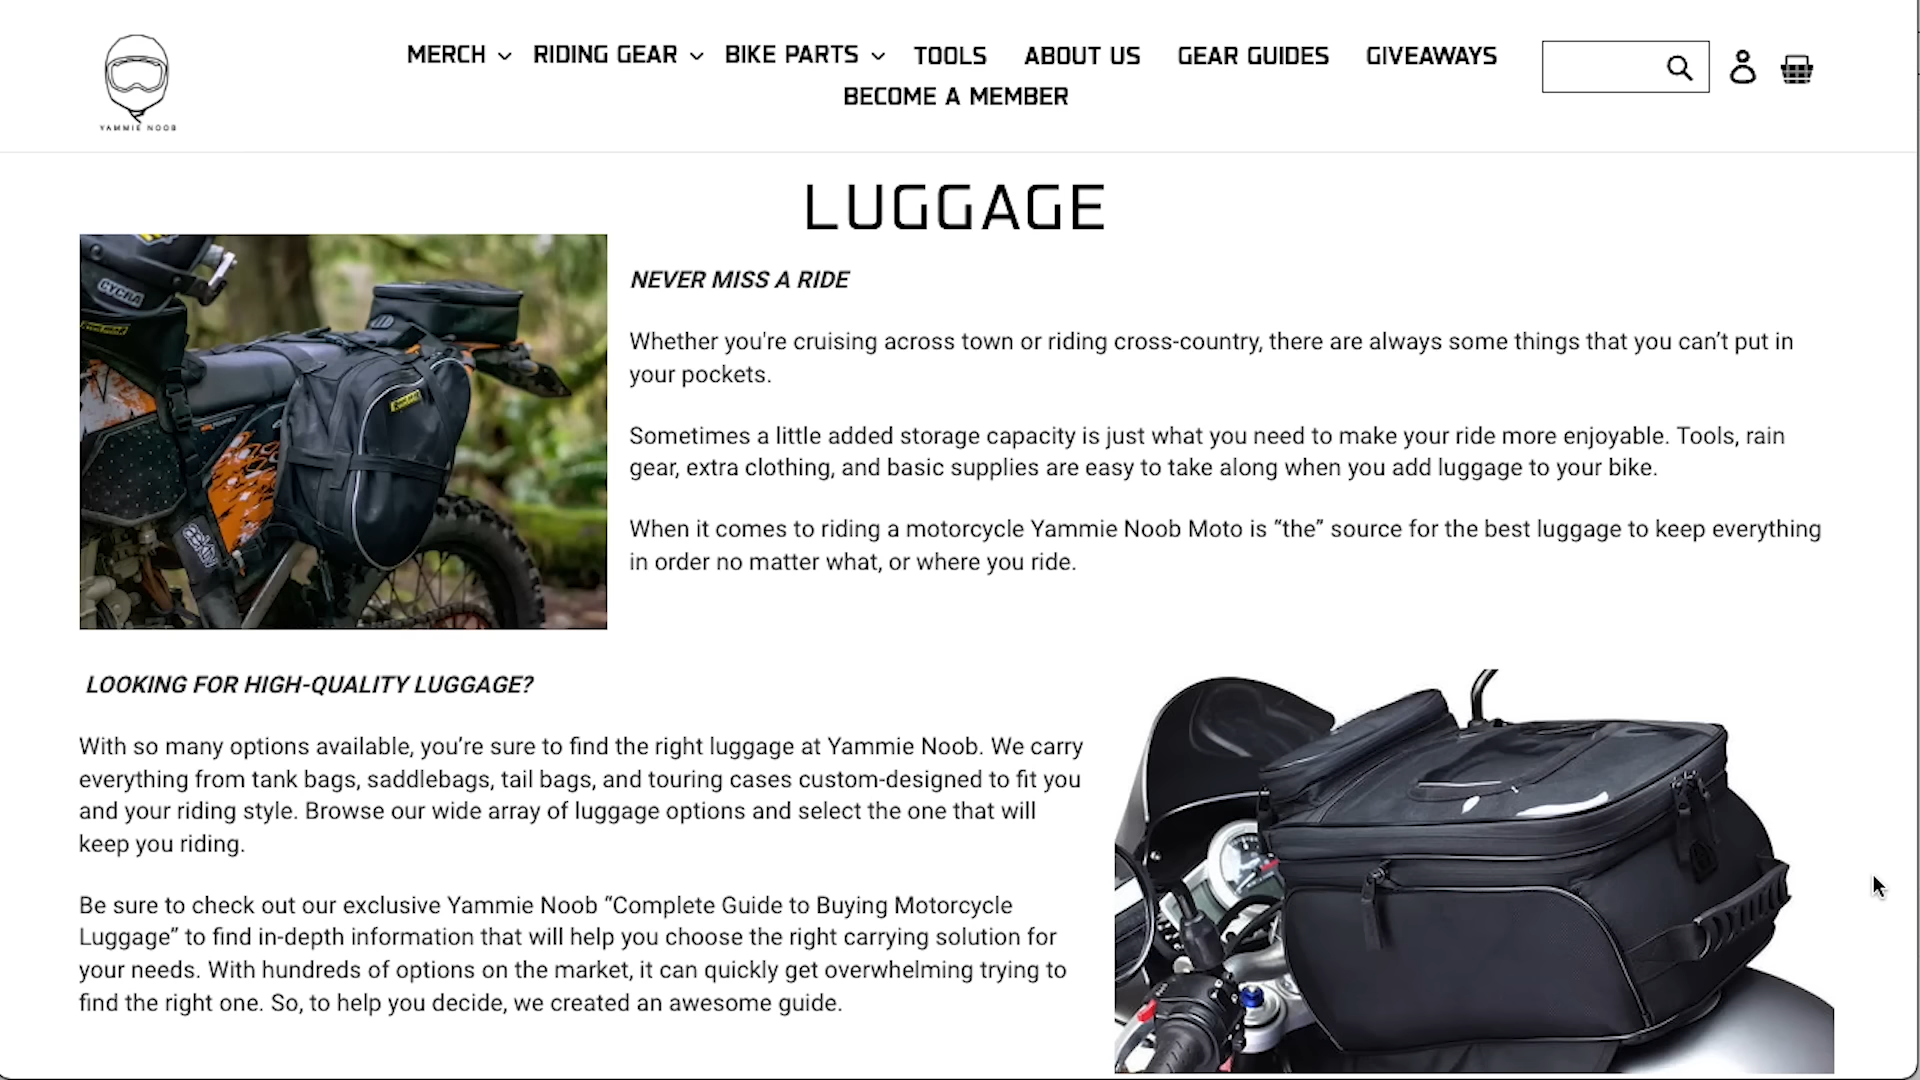 MERCH RIDING GEAR BIKE PARTS TOOLS ABOUT US GEAR GUIDES GIVEAWAYS
BECOME A MEMBER
YAMMIE NOOB
LUGGAGE
CYCRA
NEVER MISS A RIDE
Whether you're cruising across town or riding cross-country, there are always some things that you can’t put in
your pockets.
Sometimes a little added storage capacity is just what you need to make your ride more enjoyable. Tools, rain
gear, extra clothing, and basic supplies are easy to take along when you add luggage to your bike.
When it comes to riding a motorcycle Yammie Noob Moto is “the” source for the best luggage to keep everything
in order no matter what, or where you ride.
LOOKING FOR HIGH-QUALITY LUGGAGE?
With so many options available, you’re sure to find the right luggage at Yammie Noob. We carry
everything from tank bags, saddlebags, tail bags, and touring cases custom-designed to fit you
and your riding style. Browse our wide array of luggage options and select the one that will
keep you riding.
Be sure to check out our exclusive Yammie Noob “Complete Guide to Buying Motorcycle
Luggage” to find in-depth information that will help you choose the right carrying solution for
your needs. With hundreds of options on the market, it can quickly get overwhelming trying to
find the right one. So, to help you decide, we created an awesome guide.